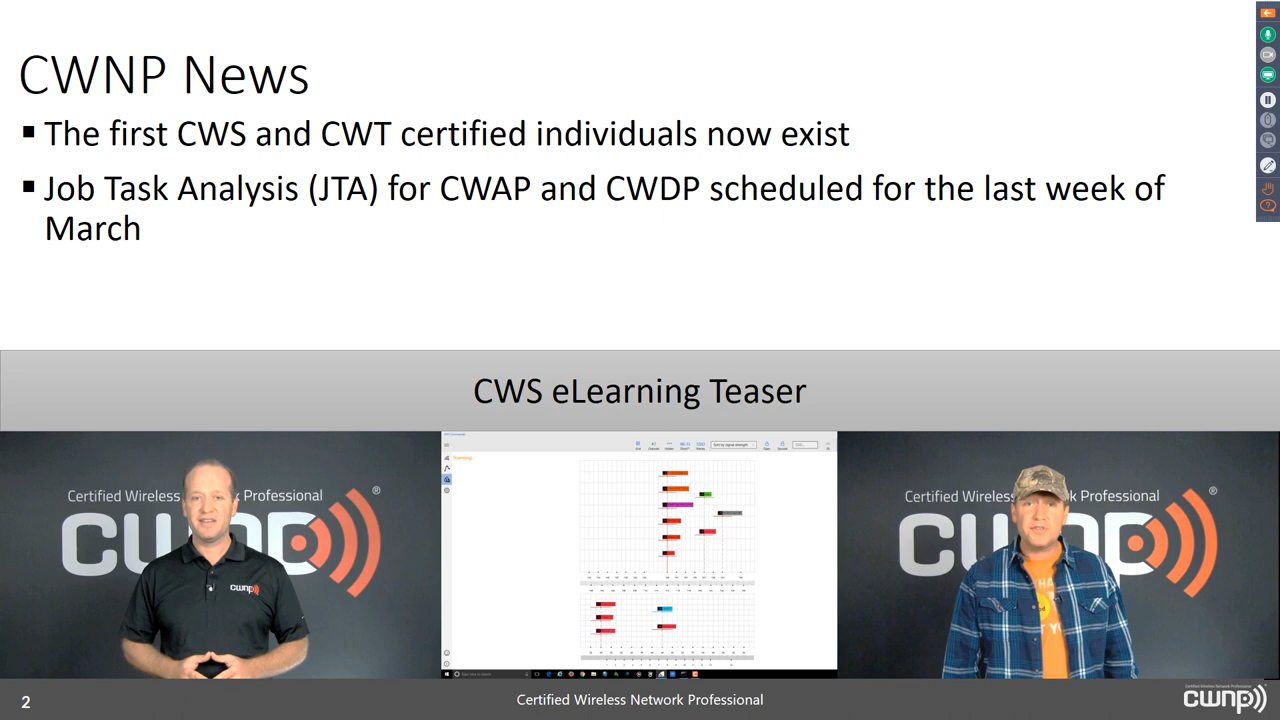 CWNP News
▪ The first CWS and CWT certified individuals now exist
▪ Job Task Analysis (JTA) for CWAP and CWDP scheduled for the last week of
March
CWS eLearning Teaser
Certified Wireless Network Professional
cwnp
Scanning...
Certified Wireless Professional
cwnp
2
Certified Wireless Network Professional
cwnp